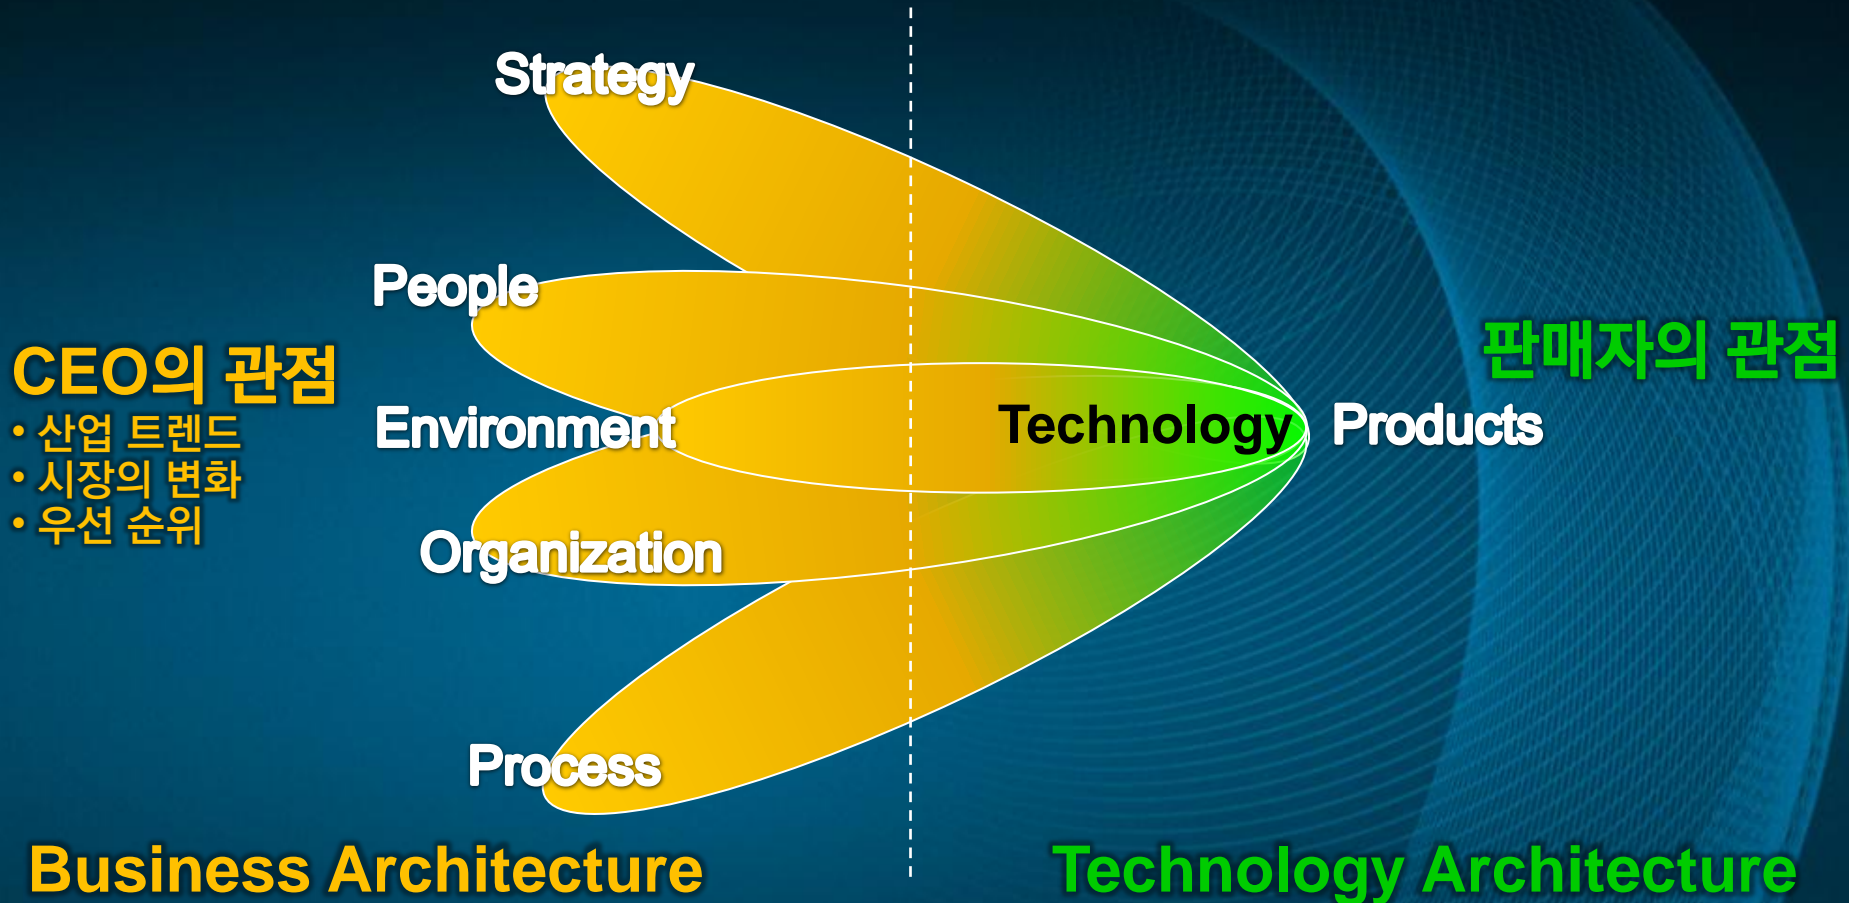 Strategy
People
CEO의 관점
• 산업 트렌드
• 시장의 변화
• 우선 순위
Environment
Organization
Process
Technology
Products
판매자의 관점
Business Architecture
Technology Architecture